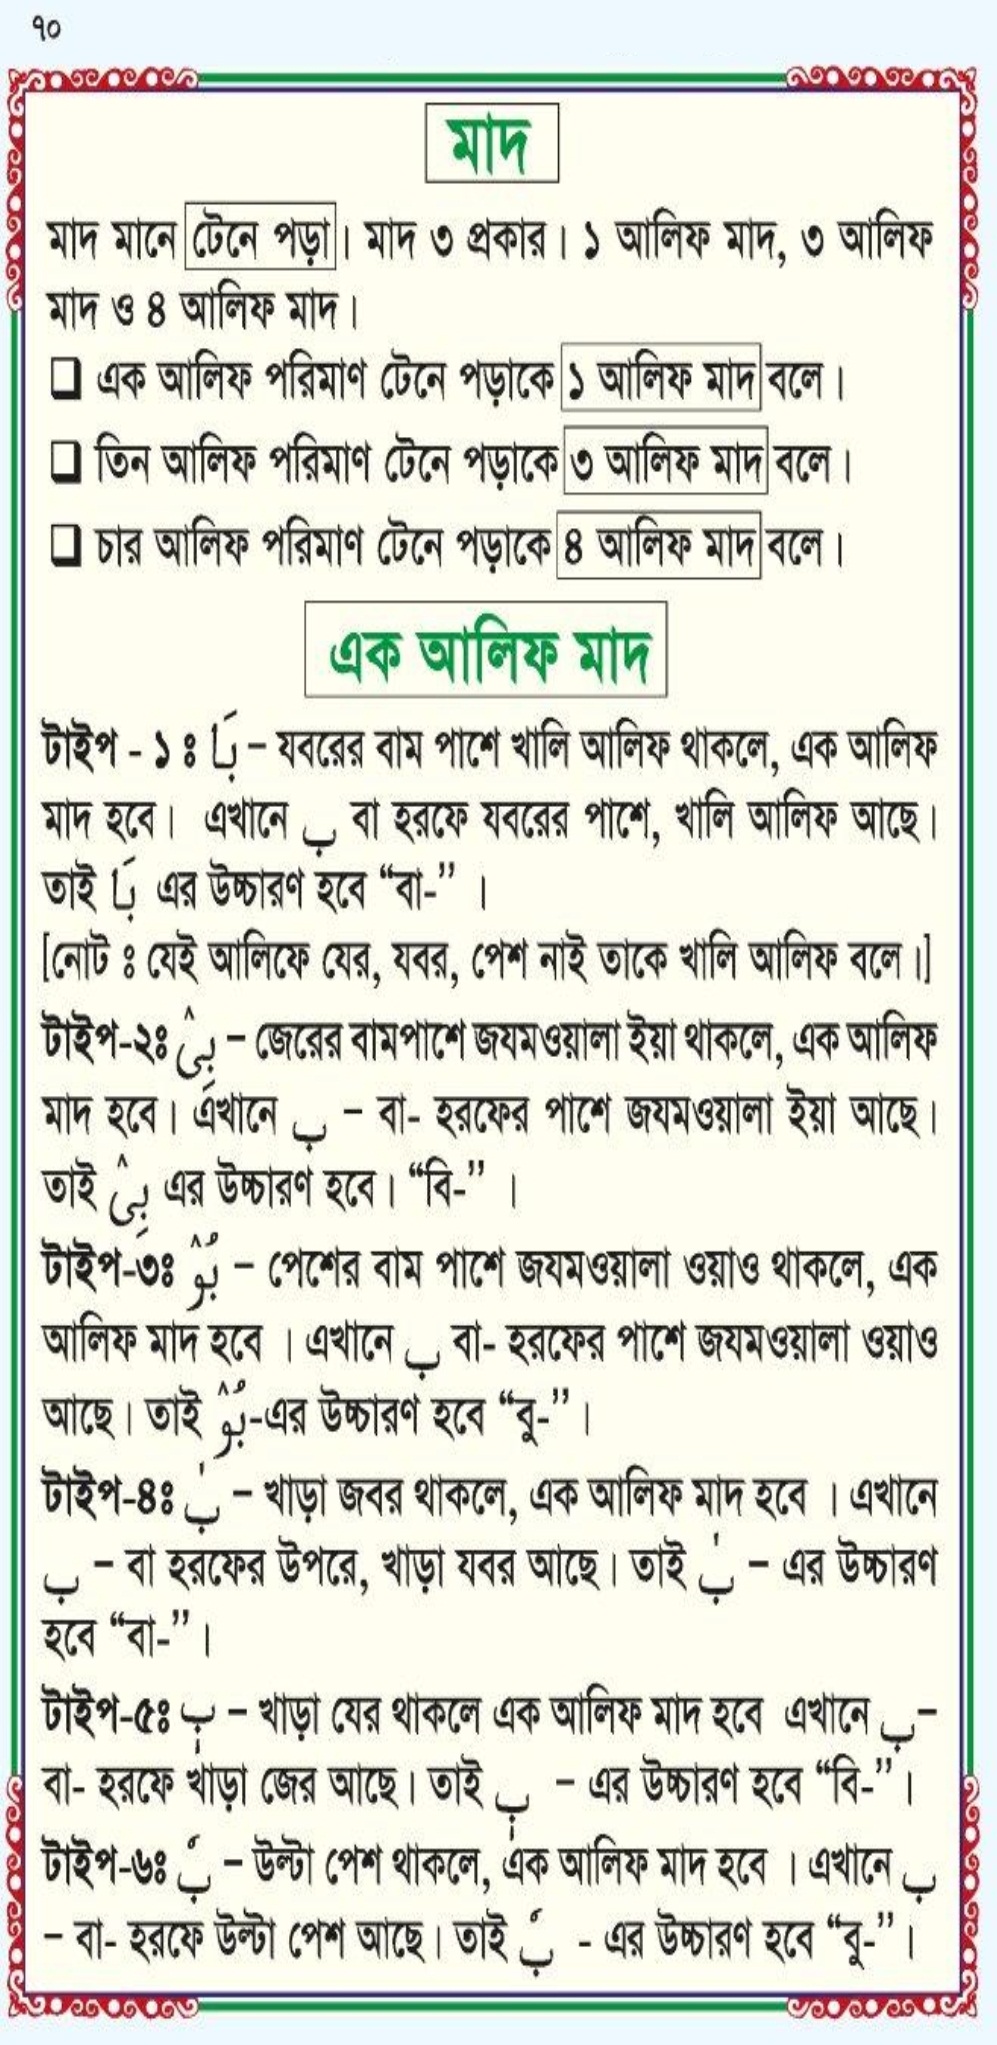 ৭০
মাদ
মাদ মানে টেনে পড়া। মাদ ৩ প্রকার। ১ আলিফ মাদ, ৩ আলিফ
মাদ ও ৪ আলিফ মাদ।
❑ এক আলিফ পরিমাণ টেনে পড়াকে ১ আলিফ মাদ বলে।
❑ তিন আলিফ পরিমাণ টেনে পড়াকে ৩ আলিফ মাদ বলে।
❑ চার আলিফ পরিমাণ টেনে পড়াকে ৪ আলিফ মাদ বলে।
এক আলিফ মাদ
টাইপ - ১ঃ بَا – যবরের বাম পাশে খালি আলিফ থাকলে, এক আলিফ
মাদ হবে। এখানে ب বা হরফে যবরের পাশে, খালি আলিফ আছে।
তাই بَا এর উচ্চারণ হবে “বা-” ।
[নোট ঃ যেই আলিফে যের, যবর, পেশ নাই তাকে খালি আলিফ বলে।]
টাইপ-২ঃ بِىْ – জেরের বামপাশে জযমওয়ালা ইয়া থাকলে, এক আলিফ
মাদ হবে। এখানে ب – বা- হরফের পাশে জযমওয়ালা ইয়া আছে।
তাই بِىْ এর উচ্চারণ হবে। “বি-” ।
টাইপ-৩ঃ بُوْ – পেশের বাম পাশে জযমওয়ালা ওয়াও থাকলে, এক
আলিফ মাদ হবে । এখানে ب বা- হরফের পাশে জযমওয়ালা ওয়াও
আছে। তাই بُوْ-এর উচ্চারণ হবে “বু-”।
টাইপ-৪ঃ بٰ – খাড়া জবর থাকলে, এক আলিফ মাদ হবে । এখানে
ب – বা হরফের উপরে, খাড়া যবর আছে। তাই بٰ – এর উচ্চারণ
হবে “বা-”।
টাইপ-৫ঃ بٖ – খাড়া যের থাকলে এক আলিফ মাদ হবে এখানে ب–
বা- হরফে খাড়া জের আছে। তাই بٖ – এর উচ্চারণ হবে “বি-”।
টাইপ-৬ঃ بٗ – উল্টা পেশ থাকলে, এক আলিফ মাদ হবে । এখানে ب
– বা- হরফে উল্টা পেশ আছে। তাই بٗ - এর উচ্চারণ হবে “বু-”।